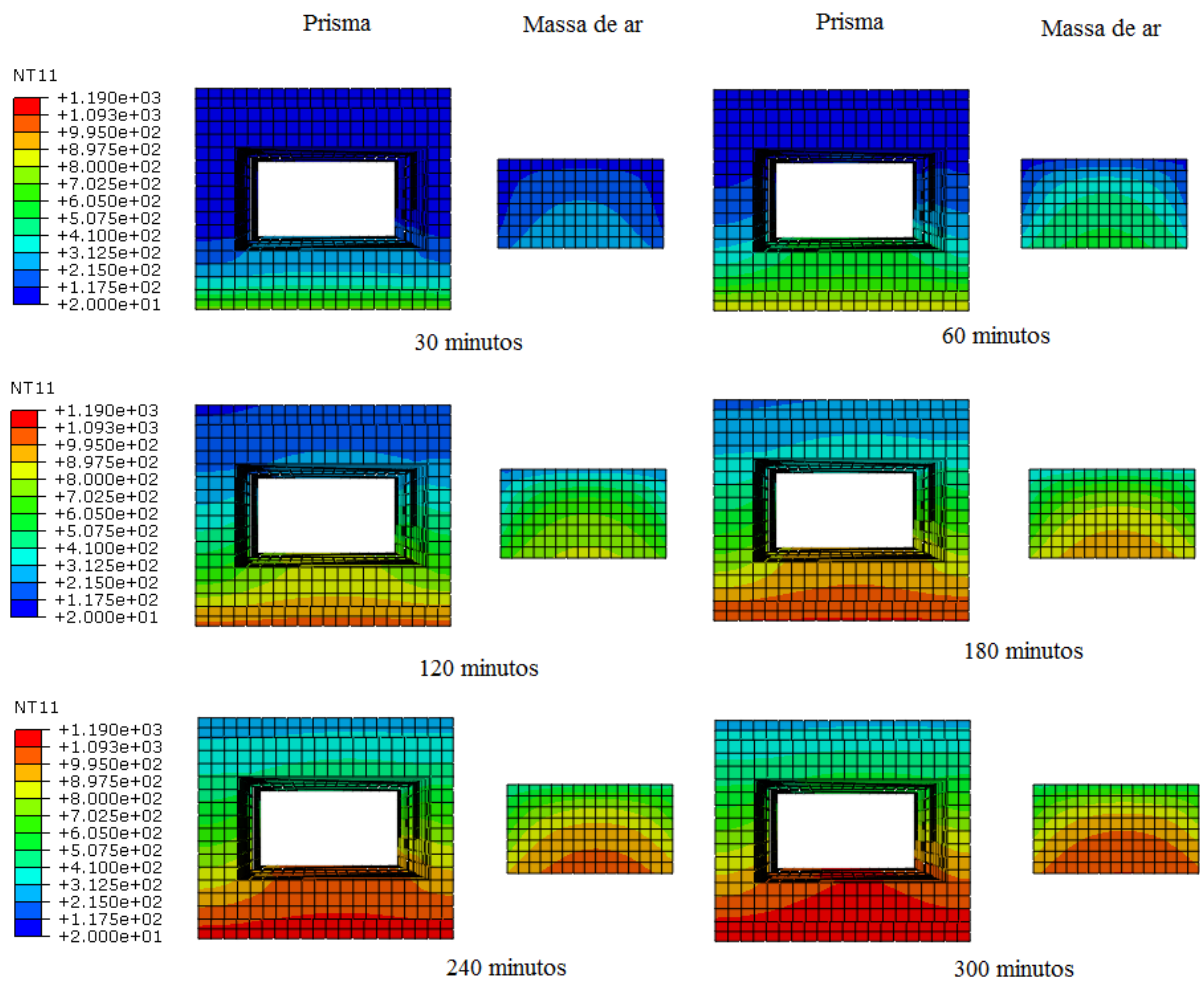 Prisma Massa de ar Prisma Massa de ar
NT11
+1.190e+03
+1.093e+03
+9.950e+02
+8.975e+02
+8.000e+02
+7.025e+02
+6.050e+02
+5.075e+02
+4.100e+02
+3.125e+02
+2.150e+02
+1.175e+02
+2.000e+01
30 minutos
60 minutos
NT11
+1.190e+03
+1.093e+03
+9.950e+02
+8.975e+02
+8.000e+02
+7.025e+02
+6.050e+02
+5.075e+02
+4.100e+02
+3.125e+02
+2.150e+02
+1.175e+02
+2.000e+01
120 minutos
180 minutos
NT11
+1.190e+03
+1.093e+03
+9.950e+02
+8.975e+02
+8.000e+02
+7.025e+02
+6.050e+02
+5.075e+02
+4.100e+02
+3.125e+02
+2.150e+02
+1.175e+02
+2.000e+01
240 minutos
300 minutos